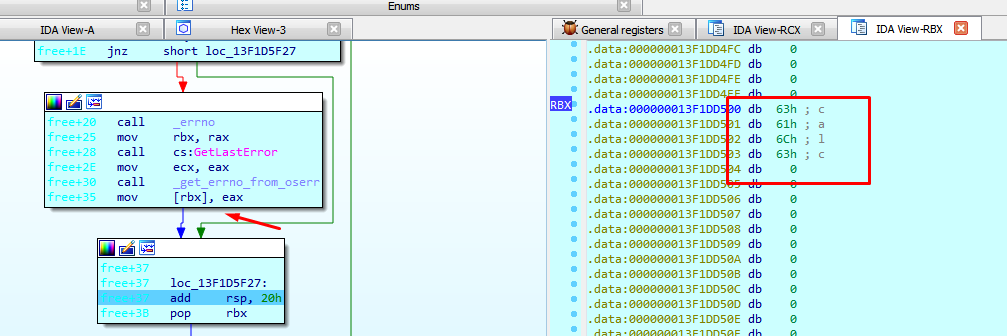 Enums
IDA View-A
Hex View-3
free+1E jnz short loc_13F1D5F27
free+20 call _errno
free+25 mov rbx, rax
free+28 call cs:GetLastError
free+2E mov ecx, eax
free+30 call _get_errno_from_oserr
free+35 mov [rbx], eax
free+37
free+37 loc_13F1D5F27:
free+37 add rsp, 20h
free+3B pop rbx
General registers
IDA View-RCX
IDA View-RBX
.data:000000013F1DD4FC db 0
.data:000000013F1DD4FD db 0
.data:000000013F1DD4FE db 0
.data:000000013F1DD4FF db 0
RBX
.data:000000013F1DD500 db 63h ; c
.data:000000013F1DD501 db 61h ; a
.data:000000013F1DD502 db 6Ch ; l
.data:000000013F1DD503 db 63h ; c
.data:000000013F1DD504 db 0
.data:000000013F1DD505 db 0
.data:000000013F1DD506 db 0
.data:000000013F1DD507 db 0
.data:000000013F1DD508 db 0
.data:000000013F1DD509 db 0
.data:000000013F1DD50A db 0
.data:000000013F1DD50B db 0
.data:000000013F1DD50C db 0
.data:000000013F1DD50D db 0
.data:000000013F1DD50E db 0